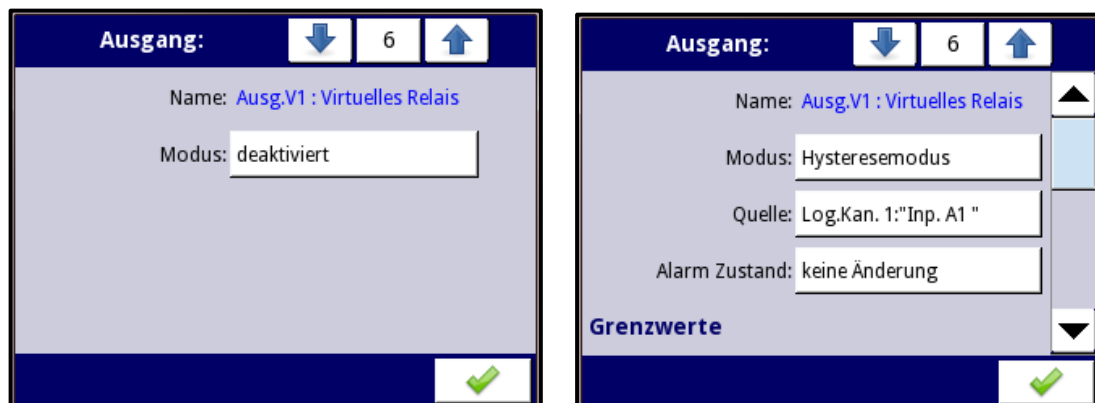 Ausgang: 6
Name: Ausg.V1 : Virtuelles Relais
Modus: deaktiviert
Ausgang: 6
Name: Ausg.V1 : Virtuelles Relais
Modus: Hysteresemodus
Quelle: Log.Kan. 1:"Inp. A1 "
Alarm Zustand: keine Änderung
Grenzwerte